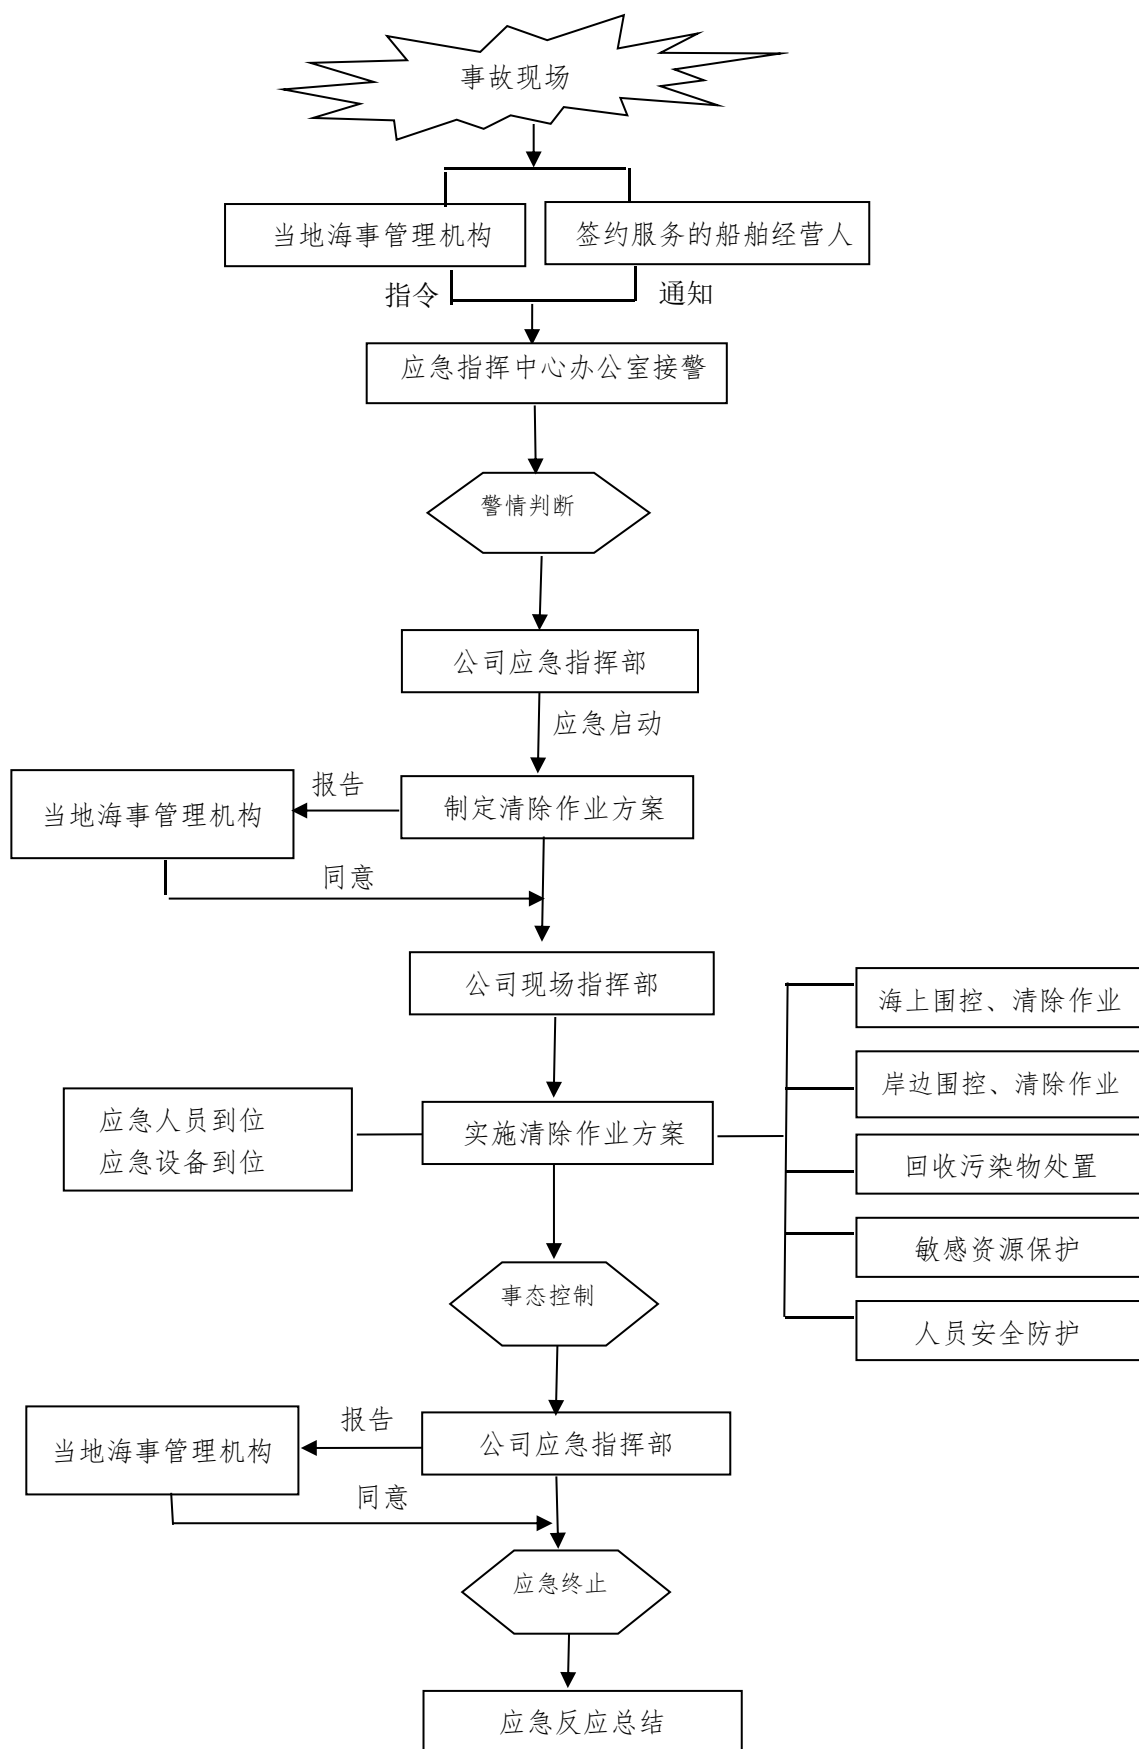 事故现场
当地海事管理机构
签约服务的船舶经营人
指令
通知
应急指挥中心办公室接警
警情判断
公司应急指挥部
应急启动
当地海事管理机构
报告
制定清除作业方案
同意
公司现场指挥部
海上围控、清除作业
岸边围控、清除作业
应急人员到位
应急设备到位
实施清除作业方案
回收污染物处置
敏感资源保护
人员安全防护
事态控制
当地海事管理机构
报告
公司应急指挥部
同意
应急终止
应急反应总结